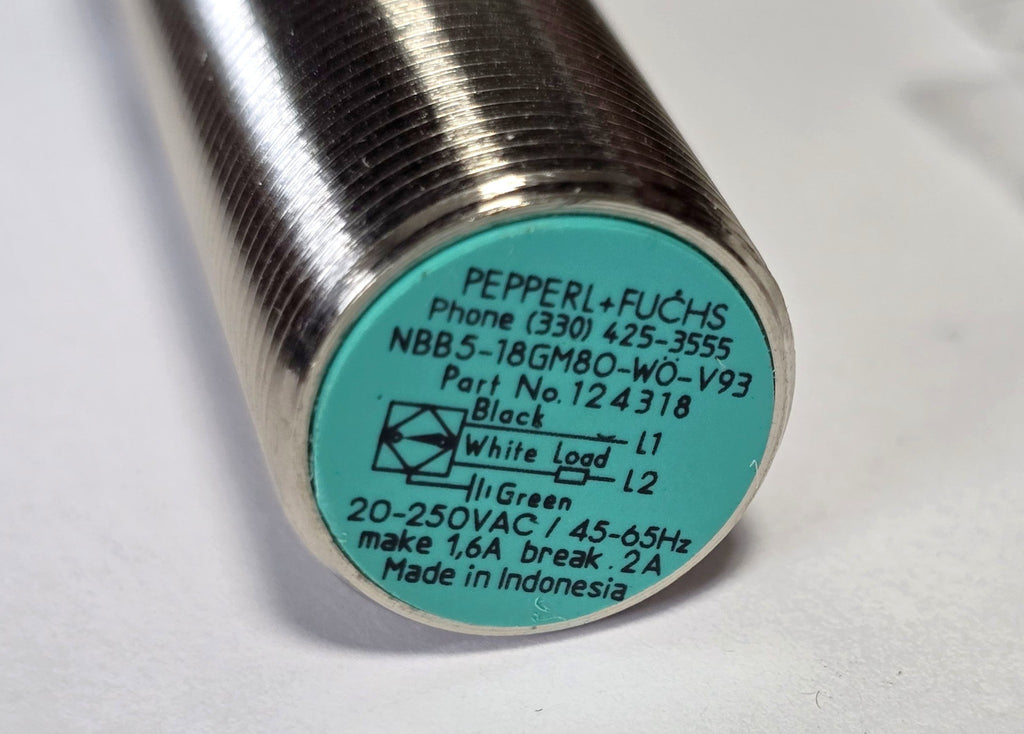 PEPPERL+FUCHS
Phone (330) 425-3555
NBB5-18GM80-WÖ-V93
Part No. 124318
Black L1
White Load L2
Green
20-250VAC / 45-65Hz
make 1,6A break .2A
Made in Indonesia